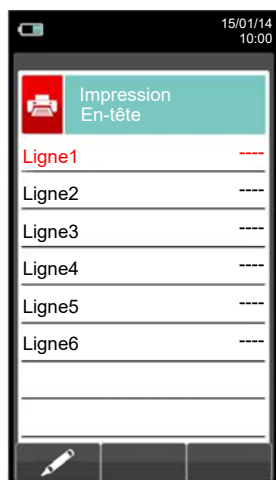 15/01/14
10:00
Impression
En-tête
Ligne1 ----
Ligne2 ----
Ligne3 ----
Ligne4 ----
Ligne5 ----
Ligne6 ----